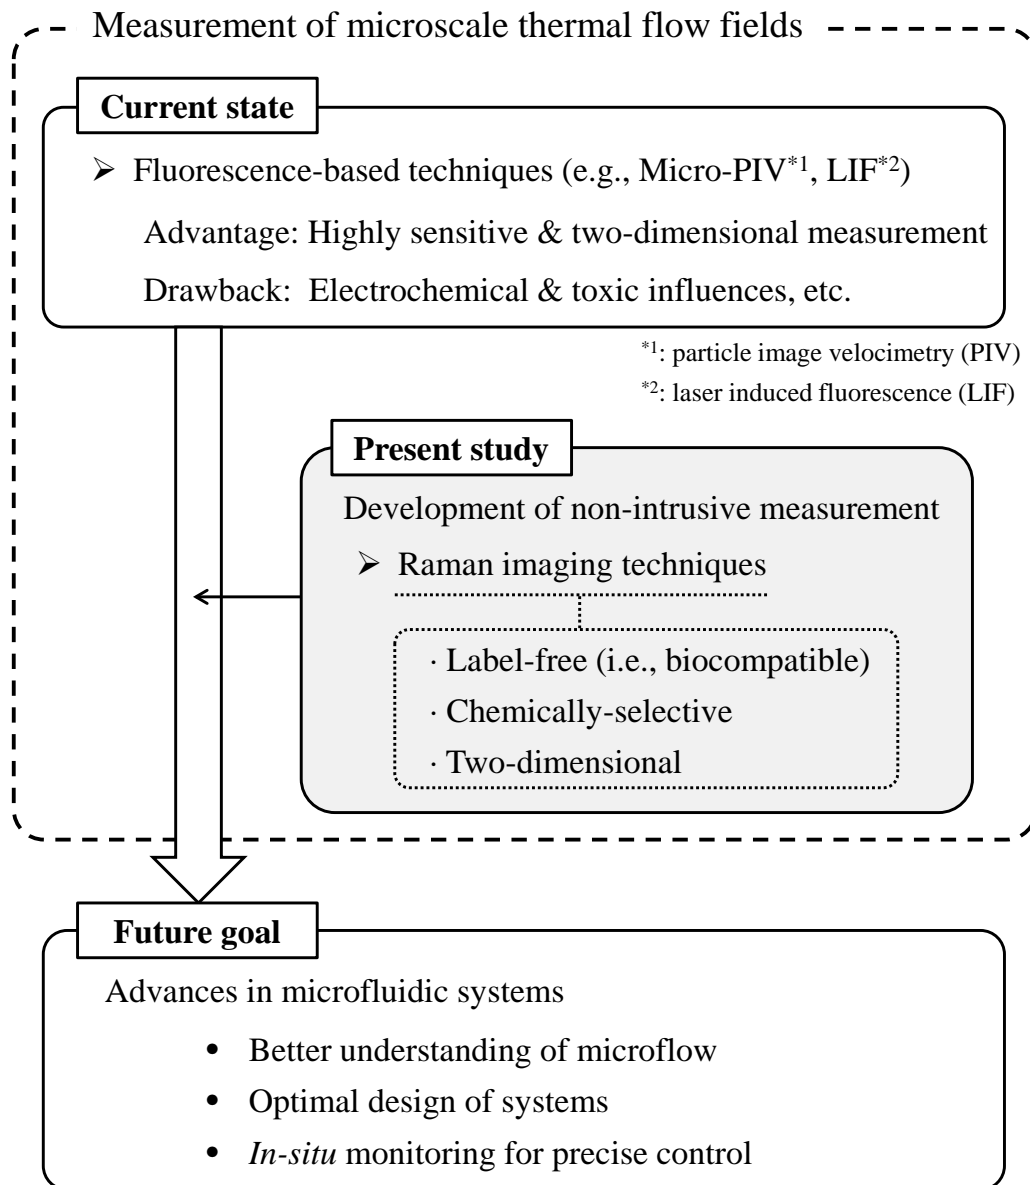 Measurement of microscale thermal flow fields
Current state
➢ Fluorescence-based techniques (e.g., Micro-PIV*1, LIF*2)
Advantage: Highly sensitive & two-dimensional measurement
Drawback: Electrochemical & toxic influences, etc.
*1: particle image velocimetry (PIV)
*2: laser induced fluorescence (LIF)
Present study
Development of non-intrusive measurement
➢ Raman imaging techniques
· Label-free (i.e., biocompatible)
· Chemically-selective
· Two-dimensional
Future goal
Advances in microfluidic systems
• Better understanding of microflow
• Optimal design of systems
• In-situ monitoring for precise control